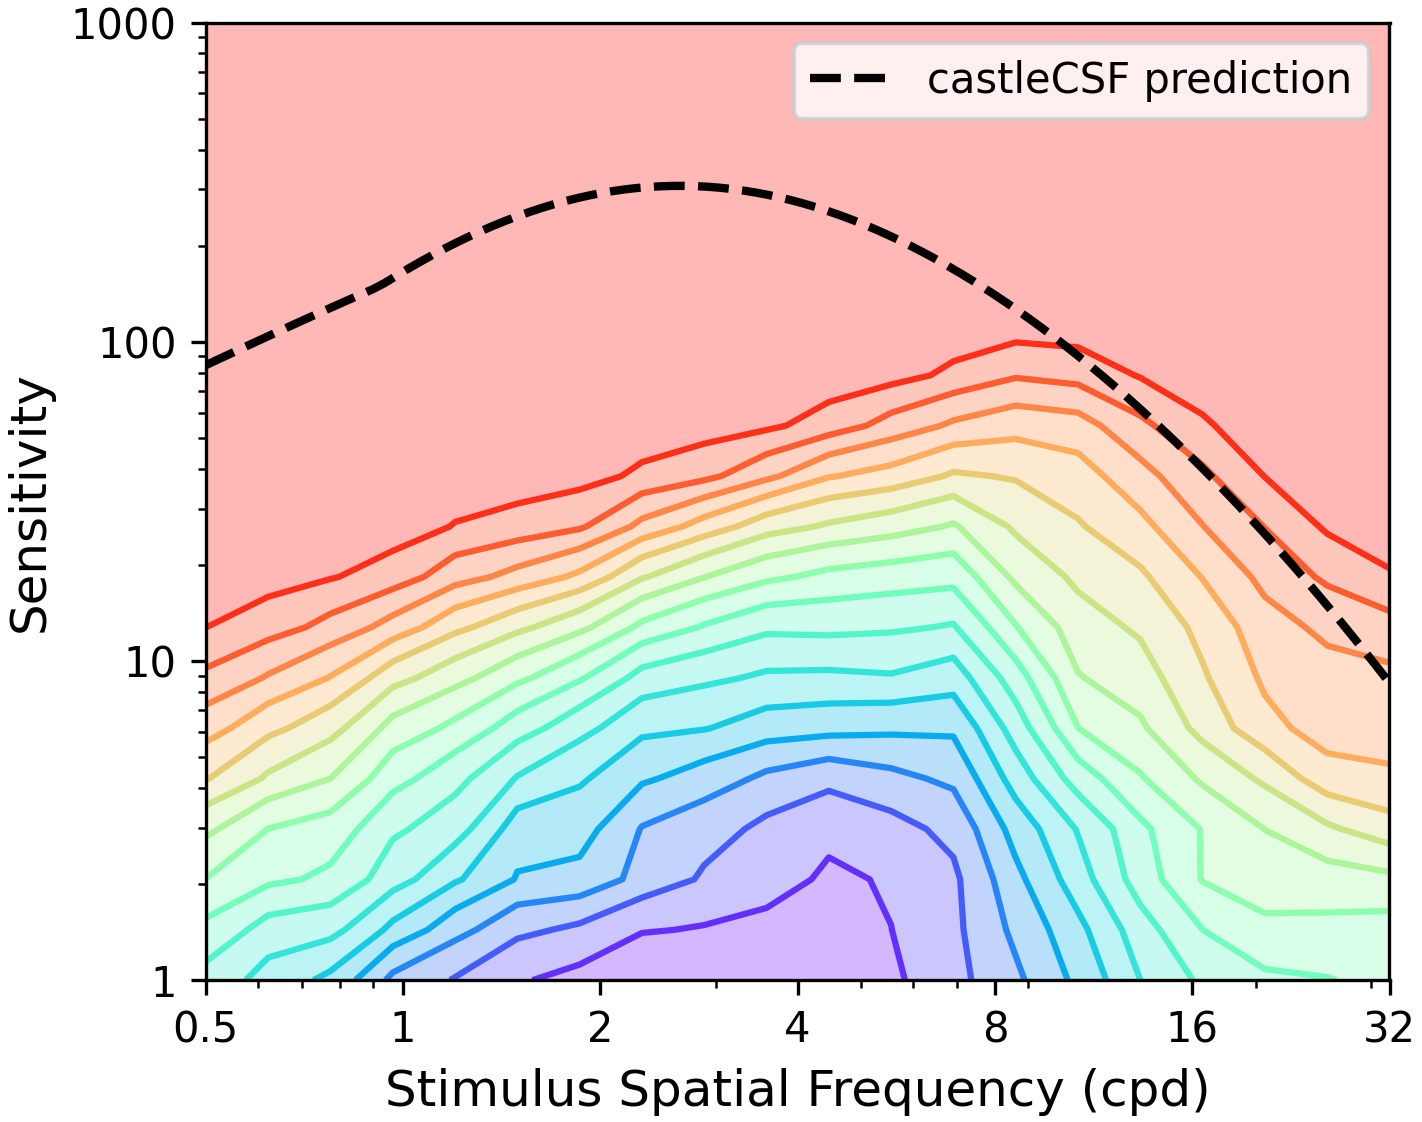 1000
100
10
1
Sensitivity
castleCSF prediction
0.5 1 2 4 8 16 32
Stimulus Spatial Frequency (cpd)